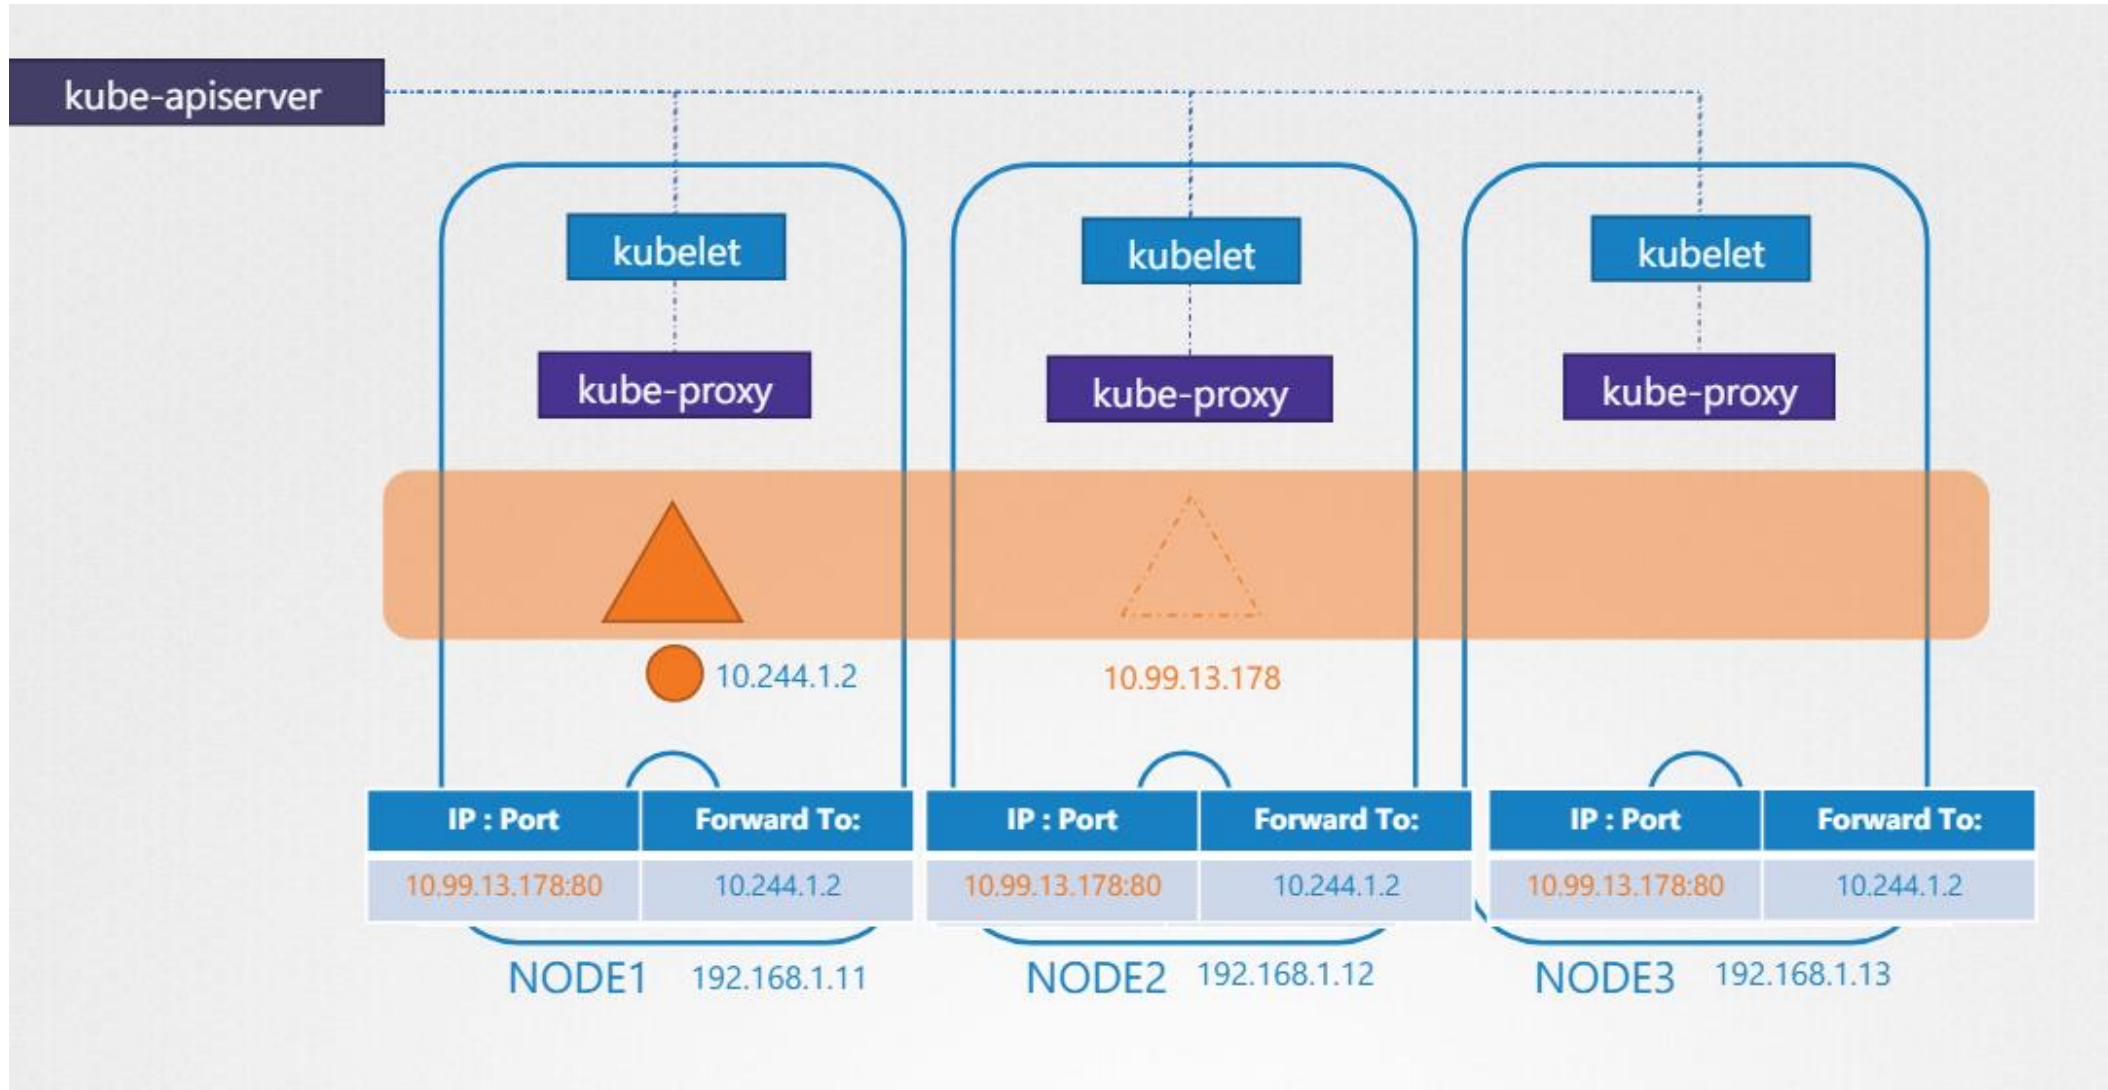 kube-apiserver
kubelet
kubelet
kubelet
kube-proxy
kube-proxy
kube-proxy
10.244.1.2
10.99.13.178
IP : Port Forward To:
10.99.13.178:80 10.244.1.2
IP : Port Forward To:
10.99.13.178:80 10.244.1.2
IP : Port Forward To:
10.99.13.178:80 10.244.1.2
NODE1 192.168.1.11
NODE2 192.168.1.12
NODE3 192.168.1.13